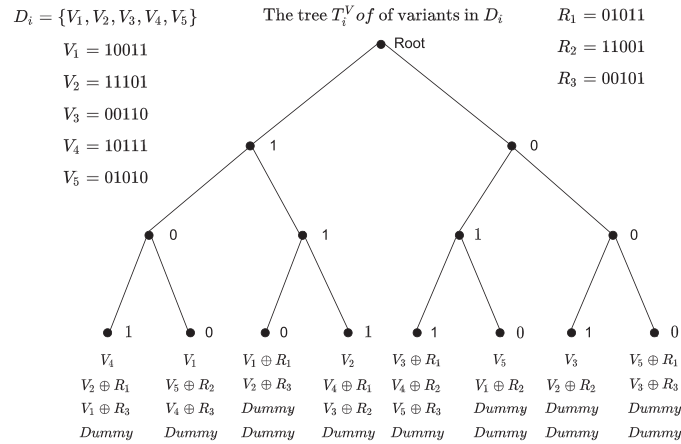 D_i = {V_1, V_2, V_3, V_4, V_5}
The tree T_i^V of of variants in D_i
R_1 = 01011
V_1 = 10011
Root
R_2 = 11001
V_2 = 11101
R_3 = 00101
V_3 = 00110
V_4 = 10111
1 0
V_5 = 01010
0 1 1 0
1 0 0 1 1 0 1 0
V_4 V_1 V_1 ⊕ R_1 V_2 V_3 ⊕ R_1 V_5 V_3 V_5 ⊕ R_1
V_2 ⊕ R_1 V_5 ⊕ R_2 V_2 ⊕ R_3 V_4 ⊕ R_1 V_4 ⊕ R_2 V_1 ⊕ R_2 V_2 ⊕ R_2 V_3 ⊕ R_3
V_1 ⊕ R_3 V_4 ⊕ R_3 Dummy V_3 ⊕ R_2 V_5 ⊕ R_3 Dummy Dummy Dummy
Dummy Dummy Dummy Dummy Dummy Dummy Dummy Dummy